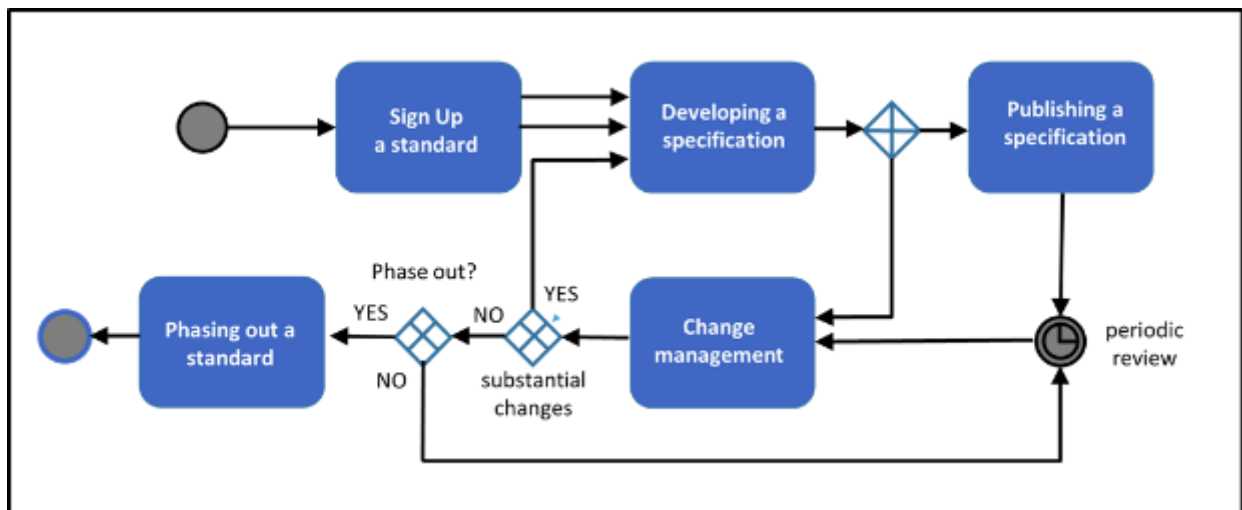 Sign Up
a standard
Developing a
specification
Publishing a
specification
Phase out?
YES
NO
YES
NO
Phasing out a
standard
substantial
changes
Change
management
periodic
review